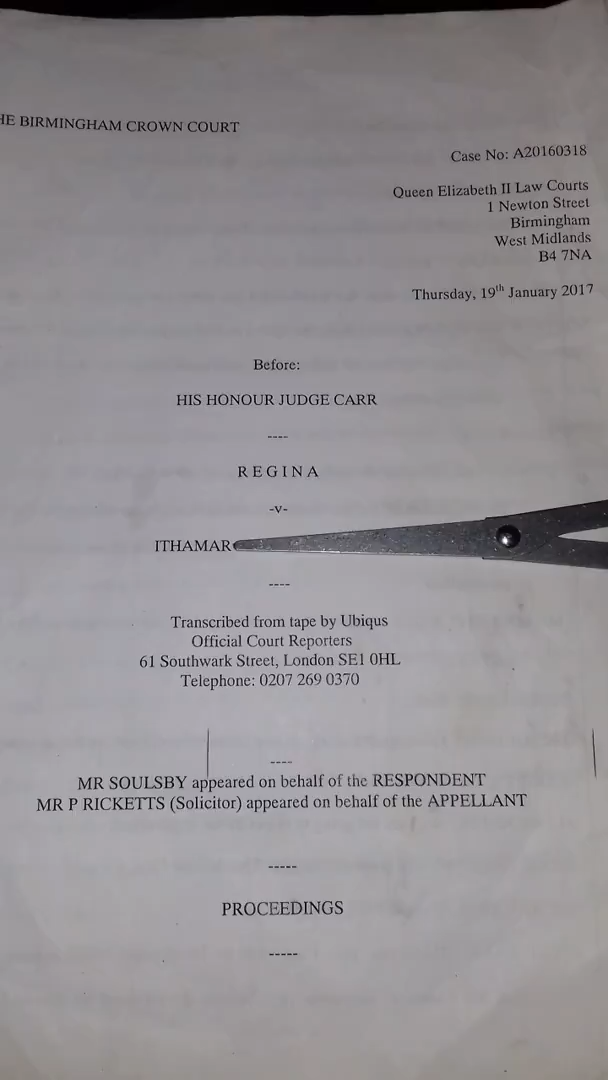 HE BIRMINGHAM CROWN COURT
Case No: A20160318
Queen Elizabeth II Law Courts
1 Newton Street
Birmingham
West Midlands
B4 7NA
Thursday, 19th January 2017
Before:
HIS HONOUR JUDGE CARR
----
R E G I N A
-v-
ITHAMAR
----
Transcribed from tape by Ubiqus
Official Court Reporters
61 Southwark Street, London SE1 0HL
Telephone: 0207 269 0370
----
MR SOULSBY appeared on behalf of the RESPONDENT
MR P RICKETTS (Solicitor) appeared on behalf of the APPELLANT
-----
PROCEEDINGS
-----